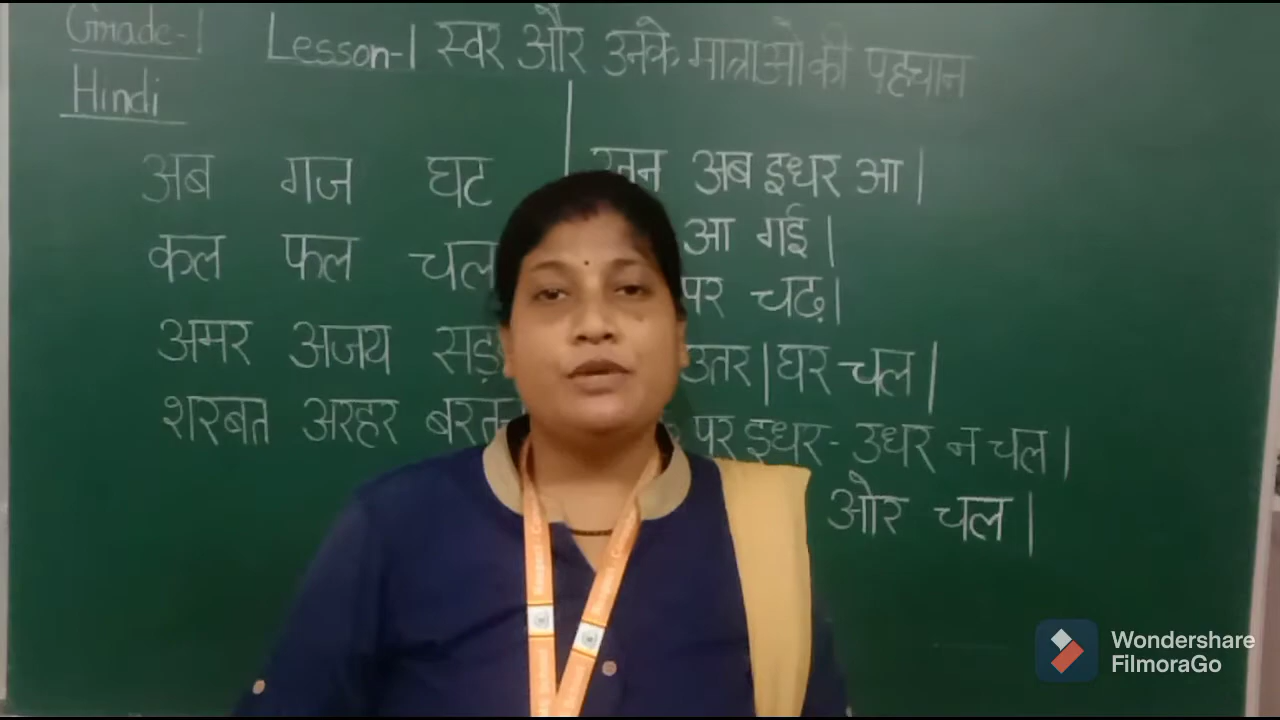 Grade-1 Lesson-1 स्वर और उनके मात्राओ की पहचान
Hindi
अब गज घट
कल फल चल
अमर अजय
शरबत अरहर
अब इधर आ।
आ गई।
पर चढ़।
उतर। घर चल।
पर इधर-उधर न चल।
ओर चल।
Wondershare
FilmoraGo